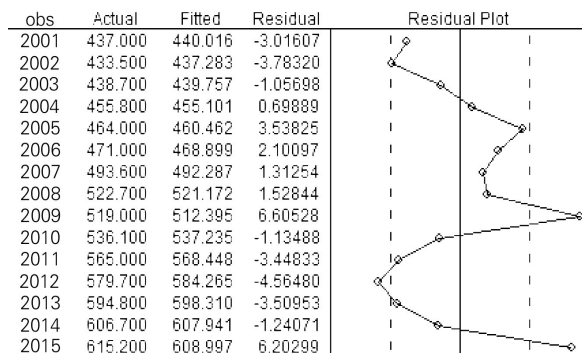 obs Actual Fitted Residual Residual Plot
2001 437.000 440.016 -3.01607
2002 433.500 437.283 -3.78320
2003 438.700 439.757 -1.05698
2004 455.800 455.101 0.69889
2005 464.000 460.462 3.53825
2006 471.000 468.899 2.10097
2007 493.600 492.287 1.31254
2008 522.700 521.172 1.52844
2009 519.000 512.395 6.60528
2010 536.100 537.235 -1.13488
2011 565.000 568.448 -3.44833
2012 579.700 584.265 -4.56480
2013 594.800 598.310 -3.50953
2014 606.700 607.941 -1.24071
2015 615.200 608.997 6.20299